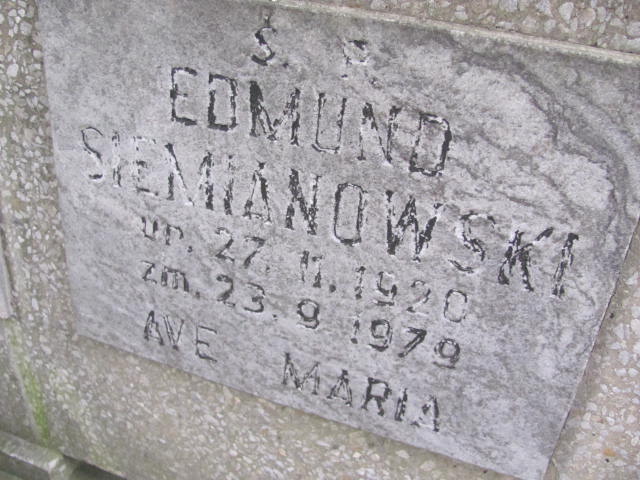 Ś. P.
EDMUND
SIEMIANOWSKI
ur. 27. 11. 1920
zm. 23. 9 1979
AVE MARIA